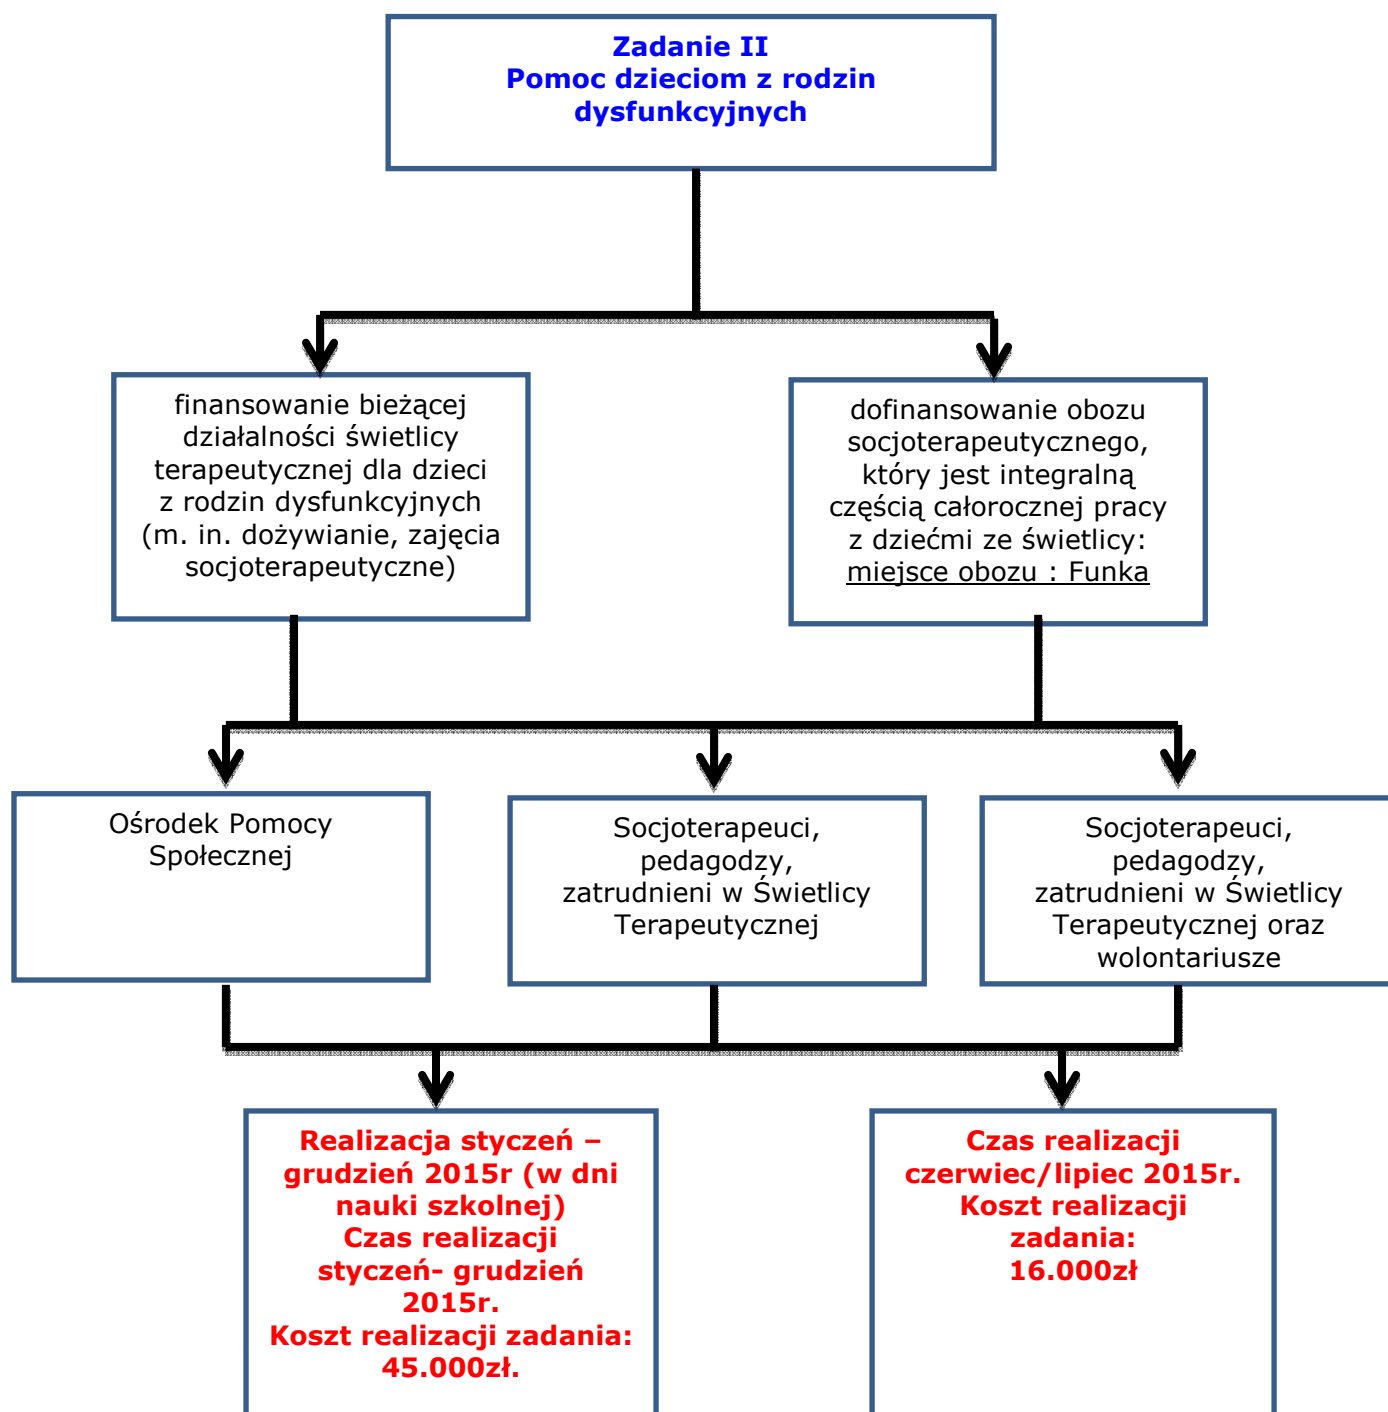 Zadanie II
Pomoc dzieciom z rodzin
dysfunkcyjnych
finansowanie bieżącej
działalności świetlicy
terapeutycznej dla dzieci
z rodzin dysfunkcyjnych
(m. in. dożywianie, zajęcia
socjoterapeutyczne)
dofinansowanie obozu
socjoterapeutycznego,
który jest integralną
częścią całorocznej pracy
z dziećmi ze świetlicy:
miejsce obozu : Funka
Ośrodek Pomocy
Społecznej
Socjoterapeuci,
pedagodzy,
zatrudnieni w Świetlicy
Terapeutycznej
Socjoterapeuci,
pedagodzy,
zatrudnieni w Świetlicy
Terapeutycznej oraz
wolontariusze
Realizacja styczeń –
grudzień 2015r (w dni
nauki szkolnej)
Czas realizacji
styczeń- grudzień
2015r.
Koszt realizacji zadania:
45.000zł.
Czas realizacji
czerwiec/lipiec 2015r.
Koszt realizacji
zadania:
16.000zł